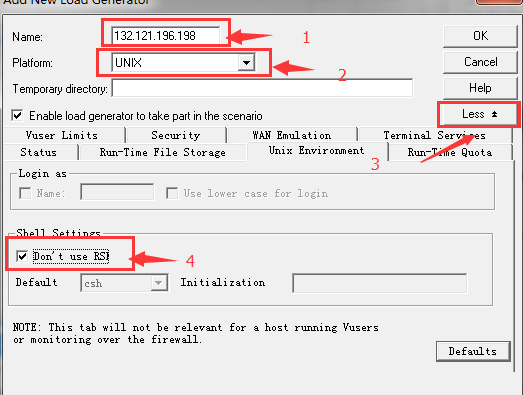 Add New Load Generator
Name: 132.121.196.198 1 OK
Platform: UNIX 2 Cancel
Temporary directory: Help
Enable load generator to take part in the scenario Less
Vuser Limits Security WAN Emulation Terminal Services
Status Run-Time File Storage Unix Environment 3 Run-Time Quota
Login as
Name: Use lower case for login
Shell Settings
Don't use RSH 4
Default csh Initialization
NOTE: This tab will not be relevant for a host running Vusers
or monitoring over the firewall.
Defaults